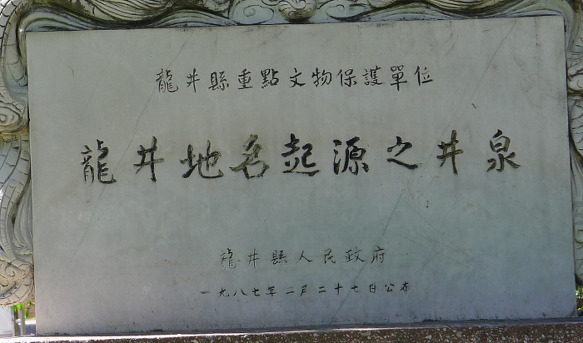 龍井縣重點文物保護單位
龍井地名起源之井泉
龍井縣人民政府
一九八七年二月二十七日公布